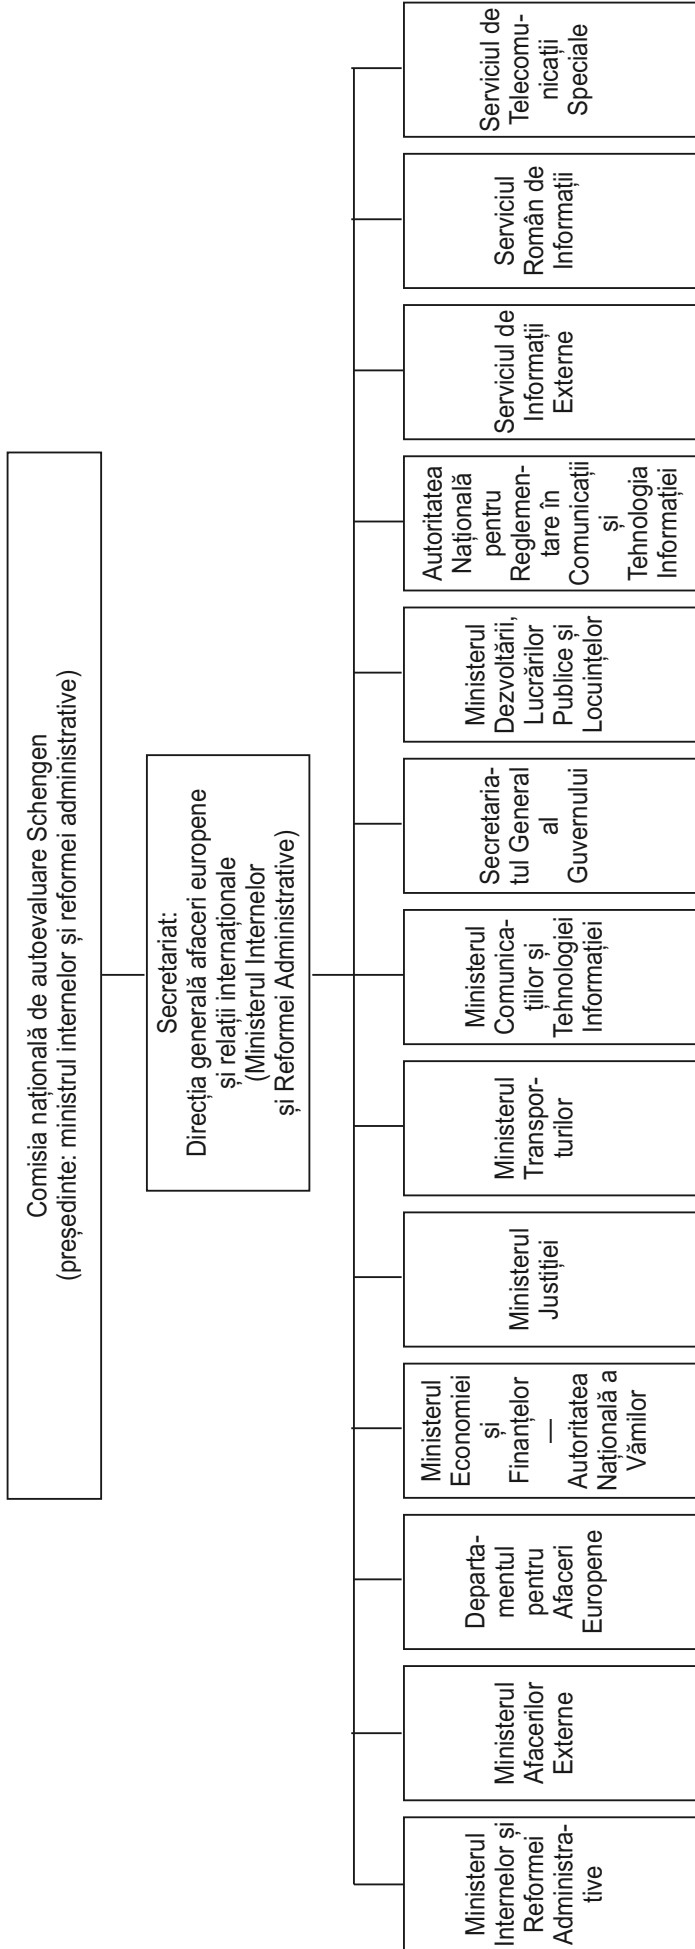 Comisia națională de autoevaluare Schengen
(președinte: ministrul internelor și reformei administrative)
Secretariat:
Direcția generală afaceri europene
și relații internaționale
(Ministerul Internelor
și Reformei Administrative)
Ministerul
Internelor și
Reformei
Administra-
tive
Ministerul
Afacerilor
Externe
Departa-
mentul
pentru
Afaceri
Europene
Ministerul
Economiei
și
Finanțelor
—
Autoritatea
Națională a
Vămilor
Ministerul
Justiției
Ministerul
Transpor-
turilor
Ministerul
Comunica-
țiilor și
Tehnologiei
Informației
Secretaria-
tul General
al
Guvernului
Ministerul
Dezvoltării,
Lucrărilor
Publice și
Locuințelor
Autoritatea
Națională
pentru
Reglemen-
tare în
Comunicații
și
Tehnologia
Informației
Serviciul de
Informații
Externe
Serviciul
Român de
Informații
Serviciul de
Telecomu-
nicații
Speciale